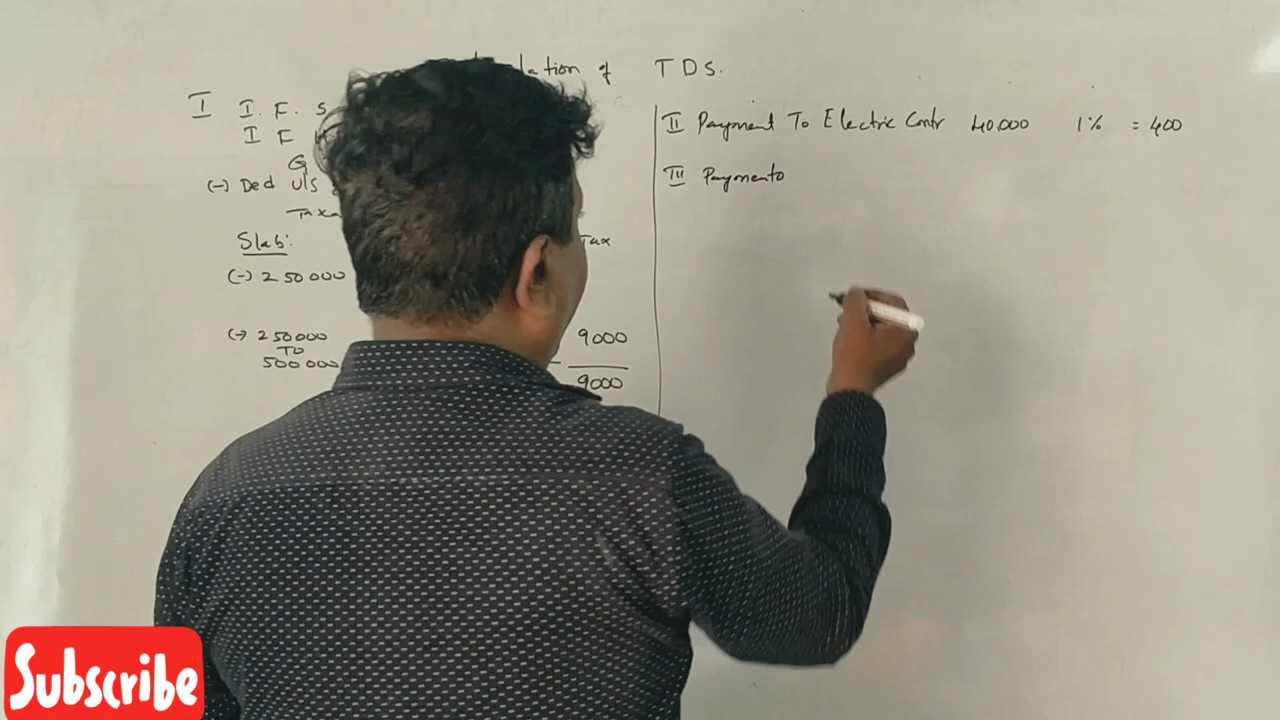 lation of TDS.
I I. F. S
I F
G
(-) Ded U/s
Taxa
Slab:
Tax
(-) 250000
(-) 250000
TO
500000
9000
9000
II Payment To Electric Contr 40,000 1% = 400
III Paymento
Subscribe